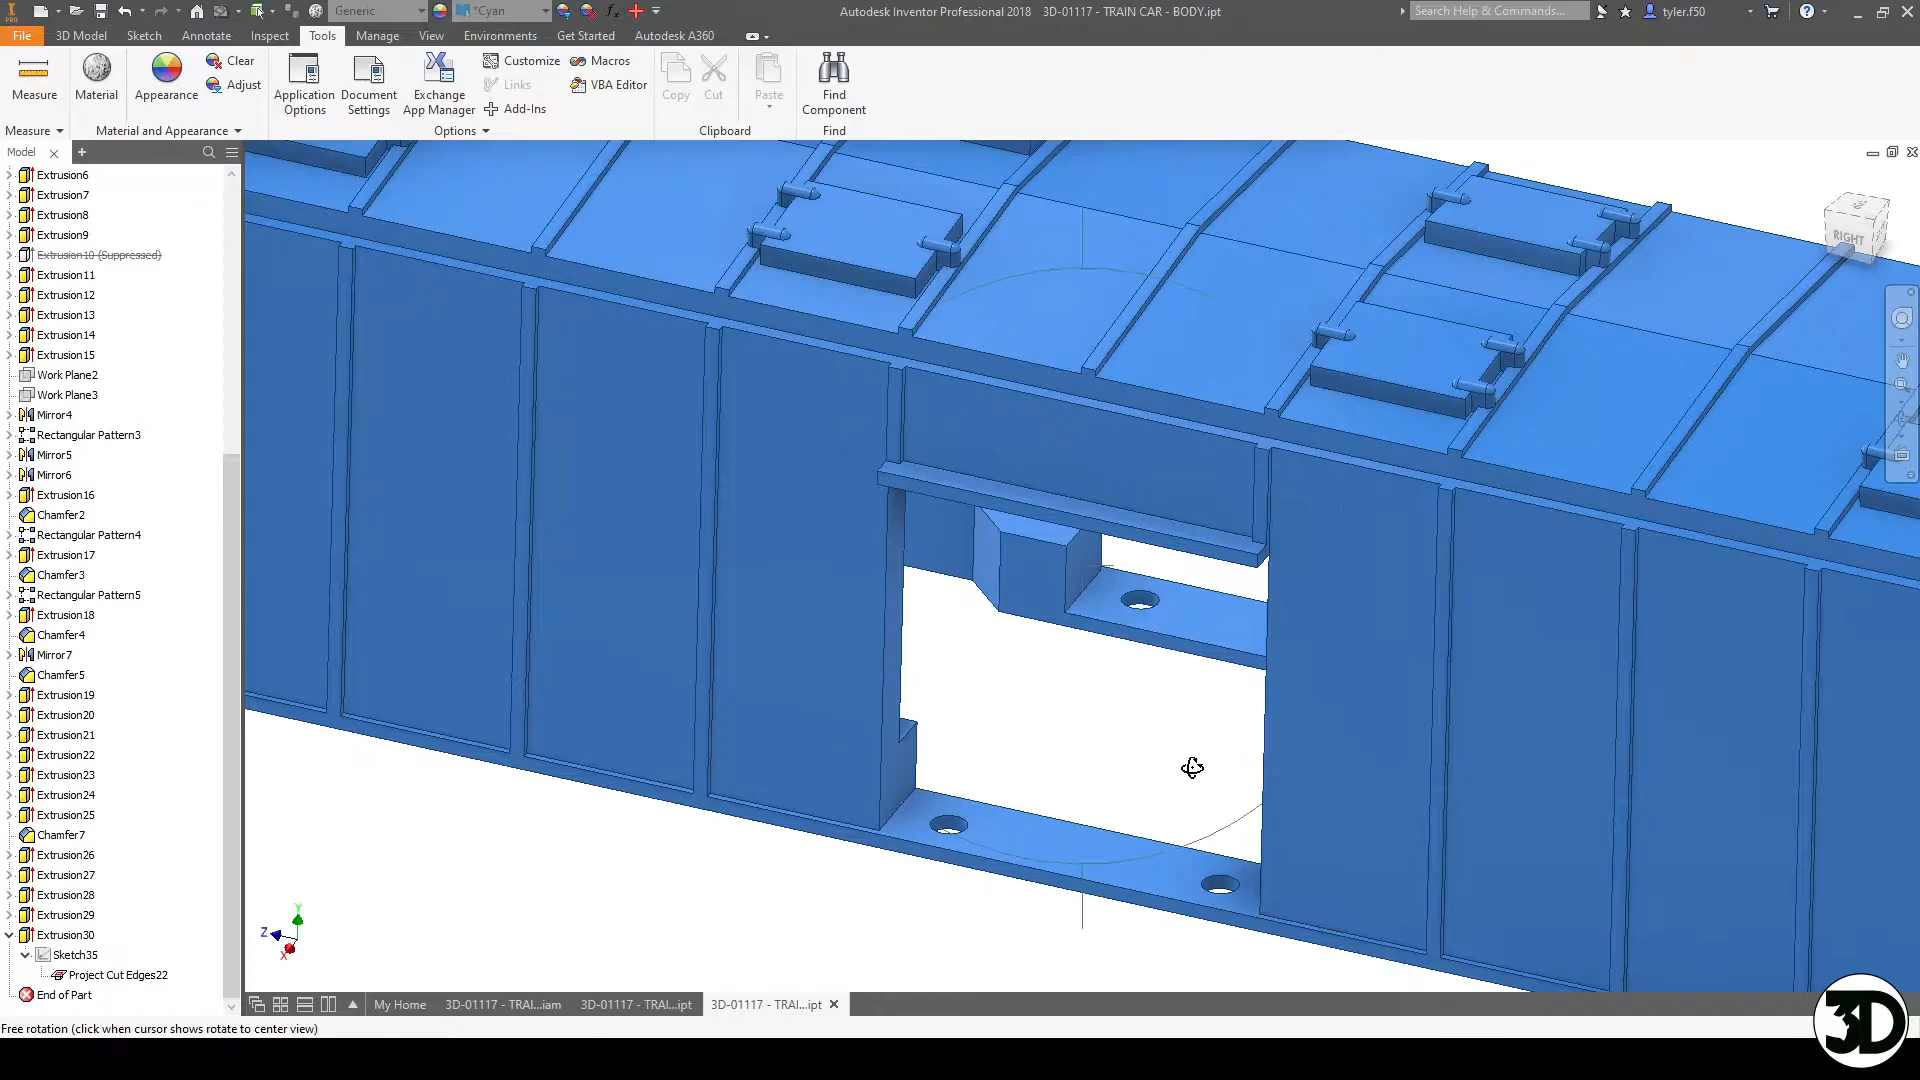 Generic
*Cyan
Autodesk Inventor Professional 2018 3D-01117 - TRAIN CAR - BODY.ipt
Search Help & Commands...
tyler.f50
File 3D Model Sketch Annotate Inspect Tools Manage View Environments Get Started Autodesk A360
Measure
Material
Appearance
Clear
Adjust
Application Options
Document Settings
Exchange App Manager
Customize
Links
Add-Ins
Macros
VBA Editor
Copy
Cut
Paste
Find Component
Measure
Material and Appearance
Options
Clipboard
Find
Model
Extrusion6
Extrusion7
Extrusion8
Extrusion9
Extrusion10 (Suppressed)
Extrusion11
Extrusion12
Extrusion13
Extrusion14
Extrusion15
Work Plane2
Work Plane3
Mirror4
Rectangular Pattern3
Mirror5
Mirror6
Extrusion16
Chamfer2
Rectangular Pattern4
Extrusion17
Chamfer3
Rectangular Pattern5
Extrusion18
Chamfer4
Mirror7
Chamfer5
Extrusion19
Extrusion20
Extrusion21
Extrusion22
Extrusion23
Extrusion24
Extrusion25
Chamfer7
Extrusion26
Extrusion27
Extrusion28
Extrusion29
Extrusion30
Sketch35
Project Cut Edges22
End of Part
RIGHT
Y
Z
X
My Home
3D-01117 - TRAI...iam
3D-01117 - TRAI...ipt
3D-01117 - TRAI...ipt
Free rotation (click when cursor shows rotate to center view)
3D